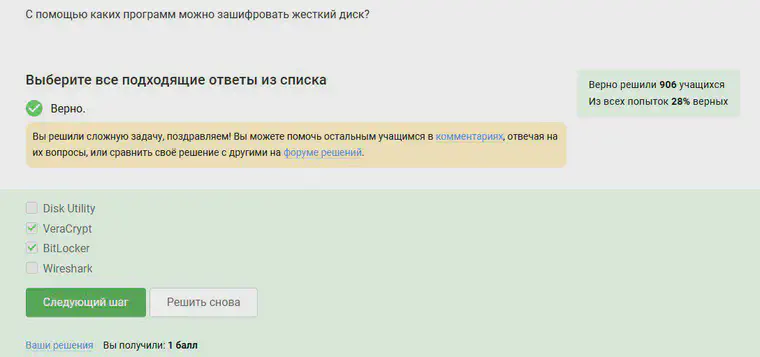 С помощью каких программ можно зашифровать жесткий диск?
Выберите все подходящие ответы из списка
Верно решили 906 учащихся
Из всех попыток 28% верных
Верно.
Вы решили сложную задачу, поздравляем! Вы можете помочь остальным учащимся в комментариях, отвечая на
их вопросы, или сравнить своё решение с другими на форуме решений.
Disk Utility
VeraCrypt
BitLocker
Wireshark
Следующий шаг
Решить снова
Ваши решения Вы получили: 1 балл